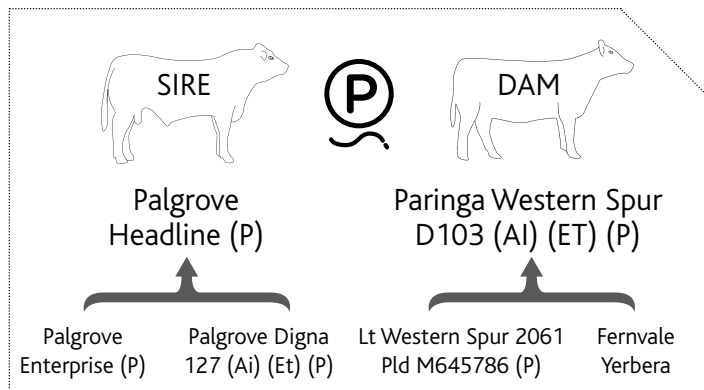 SIRE
P
DAM
Palgrove
Headline (P)
Paringa Western Spur
D103 (AI) (ET) (P)
Palgrove
Enterprise (P)
Palgrove Digna
127 (Ai) (Et) (P)
Lt Western Spur 2061
Pld M645786 (P)
Fernvale
Yerbera